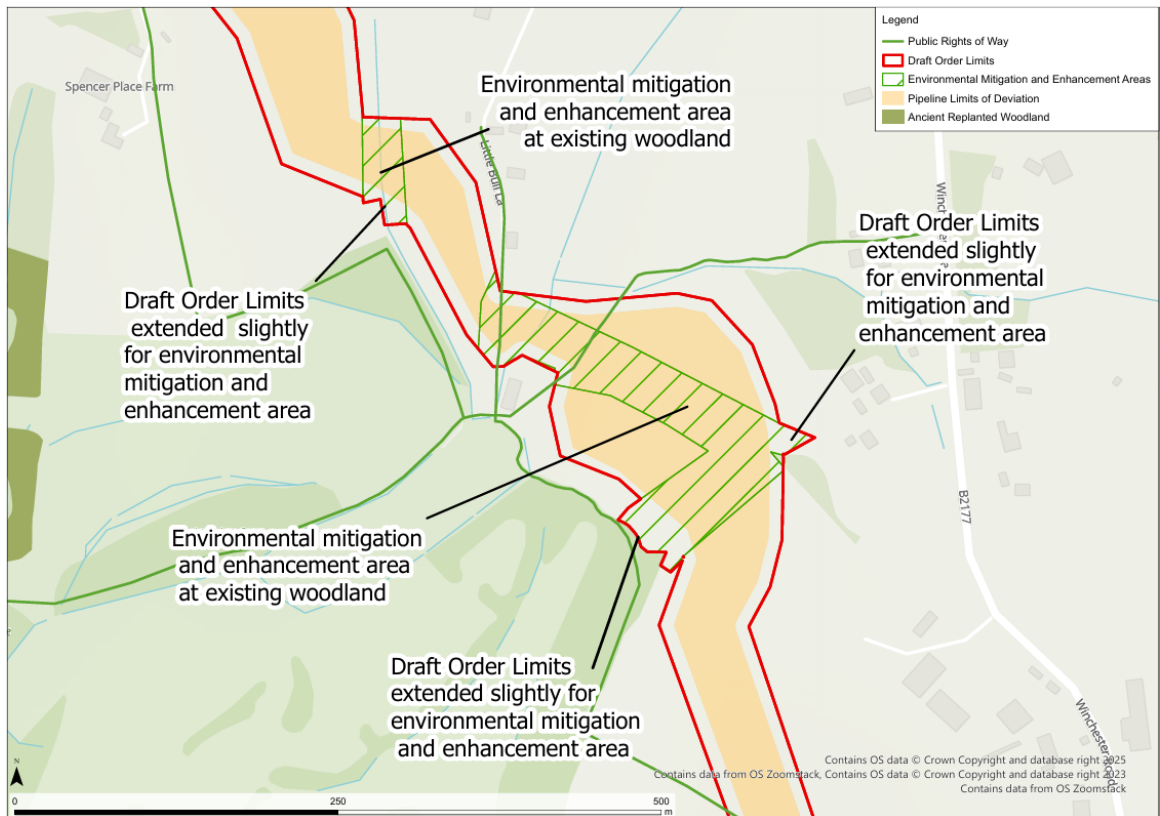 Legend
Public Rights of Way
Draft Order Limits
Environmental Mitigation and Enhancement Areas
Pipeline Limits of Deviation
Ancient Replanted Woodland
Spencer Place Farm
Environmental mitigation
and enhancement area
at existing woodland
Little Bull La
Draft Order Limits
extended slightly
for environmental
mitigation and
enhancement area
Draft Order Limits
extended slightly
for environmental
mitigation and
enhancement area
B2177
Environmental mitigation
and enhancement area
at existing woodland
Draft Order Limits
extended slightly for
environmental mitigation
and enhancement area
Winchester Road
Contains OS data © Crown Copyright and database right 2025
Contains data from OS Zoomstack, Contains OS data © Crown Copyright and database right 2023
Contains data from OS Zoomstack
N
0 250 500
m